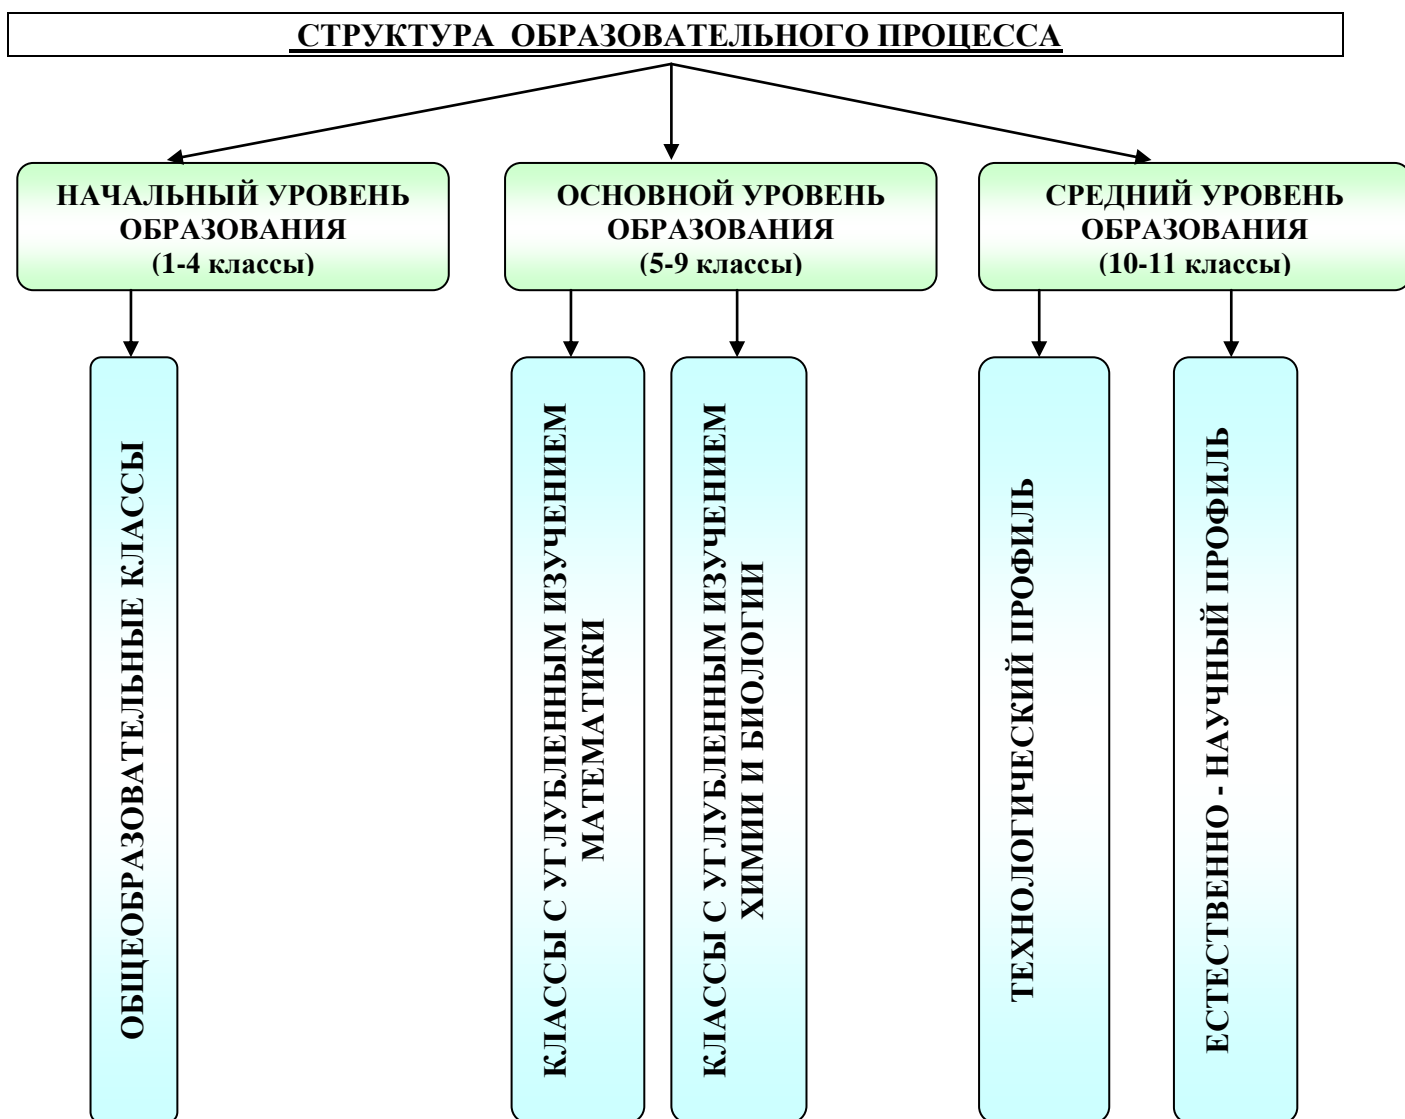 СТРУКТУРА ОБРАЗОВАТЕЛЬНОГО ПРОЦЕССА
НАЧАЛЬНЫЙ УРОВЕНЬ
ОБРАЗОВАНИЯ
(1-4 классы)
ОСНОВНОЙ УРОВЕНЬ
ОБРАЗОВАНИЯ
(5-9 классы)
СРЕДНИЙ УРОВЕНЬ
ОБРАЗОВАНИЯ
(10-11 классы)
ОБЩЕОБРАЗОВАТЕЛЬНЫЕ КЛАССЫ
КЛАССЫ С УГЛУБЛЕННЫМ ИЗУЧЕНИЕМ
МАТЕМАТИКИ
КЛАССЫ С УГЛУБЛЕННЫМ ИЗУЧЕНИЕМ
ХИМИИ И БИОЛОГИИ
ТЕХНОЛОГИЧЕСКИЙ ПРОФИЛЬ
ЕСТЕСТВЕННО - НАУЧНЫЙ ПРОФИЛЬ